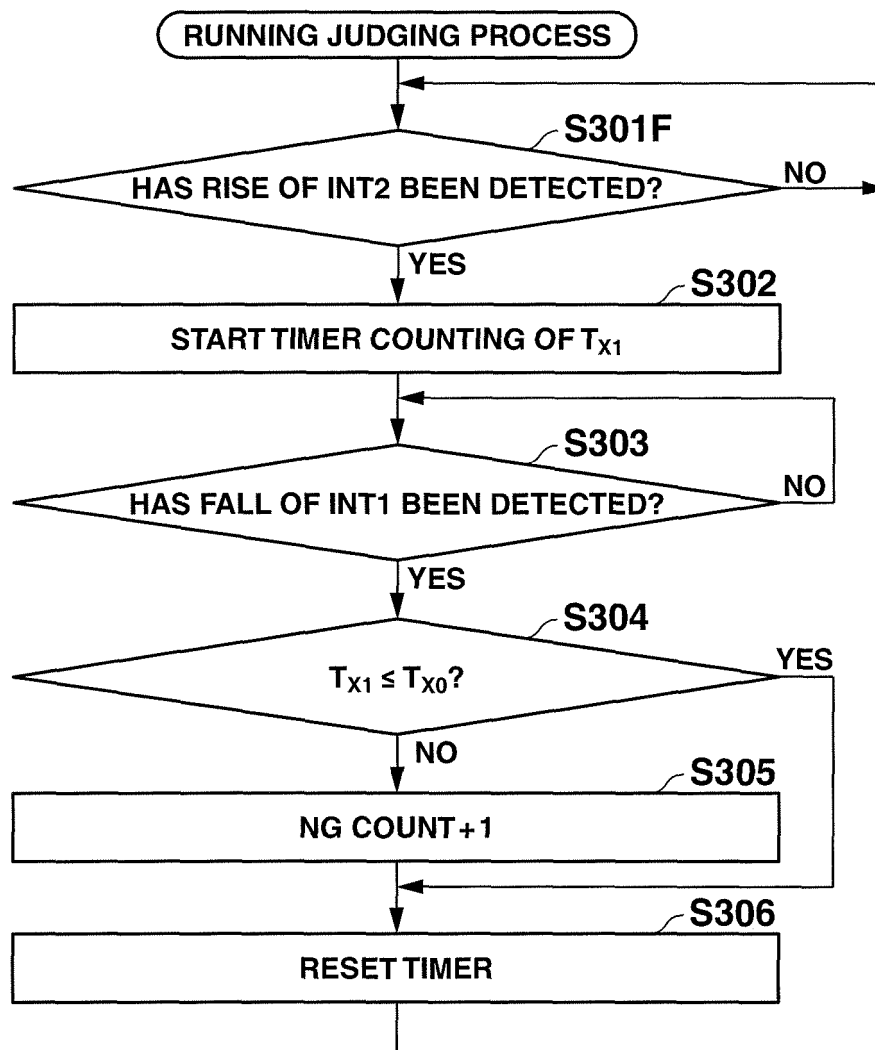 RUNNING JUDGING PROCESS
S301F
HAS RISE OF INT2 BEEN DETECTED?
NO
YES
S302
START TIMER COUNTING OF TX1
S303
HAS FALL OF INT1 BEEN DETECTED?
NO
YES
S304
TX1 ≤ TX0?
YES
NO
S305
NG COUNT+1
S306
RESET TIMER